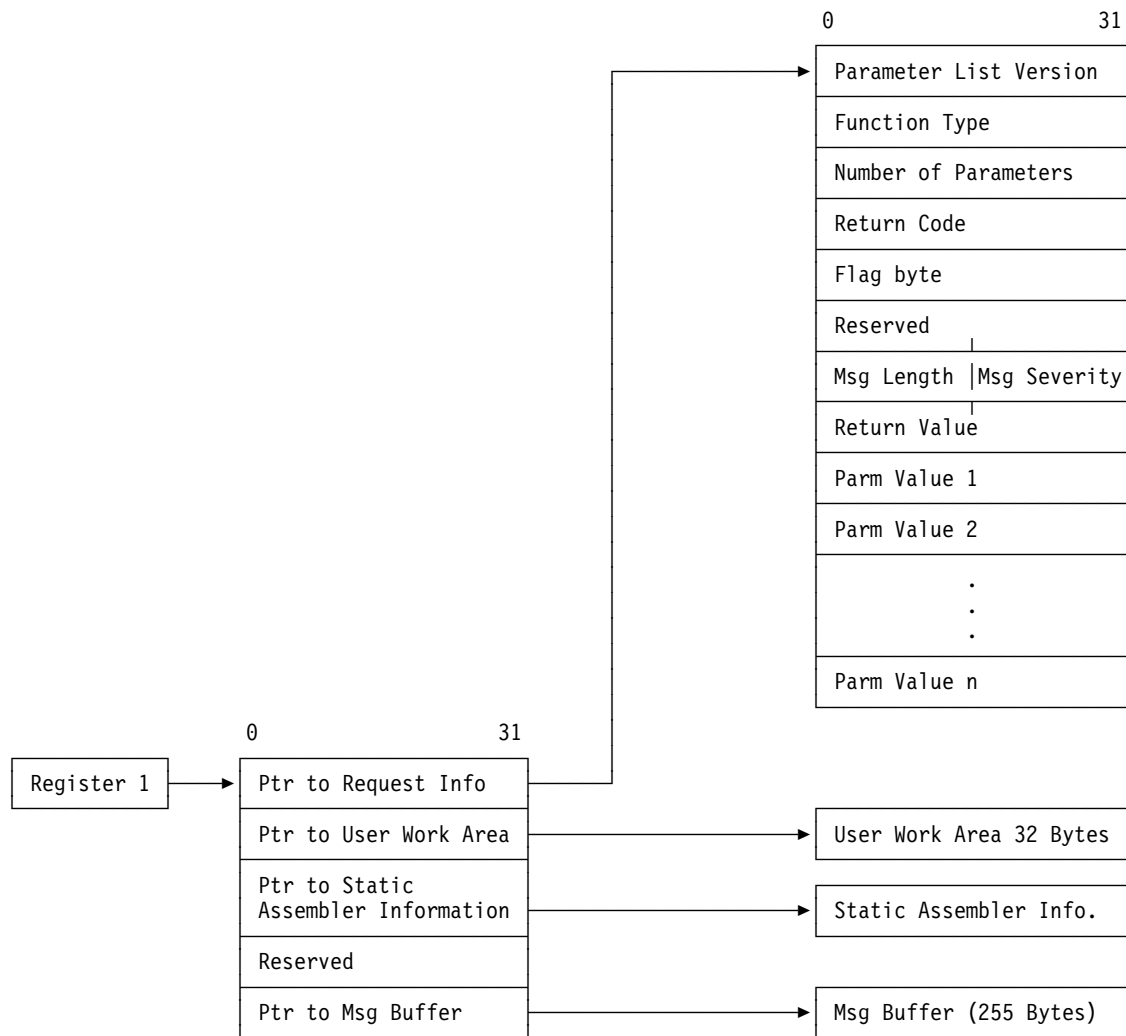 0 31
Parameter List Version
Function Type
Number of Parameters
Return Code
Flag byte
Reserved
Msg Length Msg Severity
Return Value
Parm Value 1
Parm Value 2
.
.
.
Parm Value n
0 31
Register 1 Ptr to Request Info
Ptr to User Work Area User Work Area 32 Bytes
Ptr to Static
Assembler Information Static Assembler Info.
Reserved
Ptr to Msg Buffer Msg Buffer (255 Bytes)